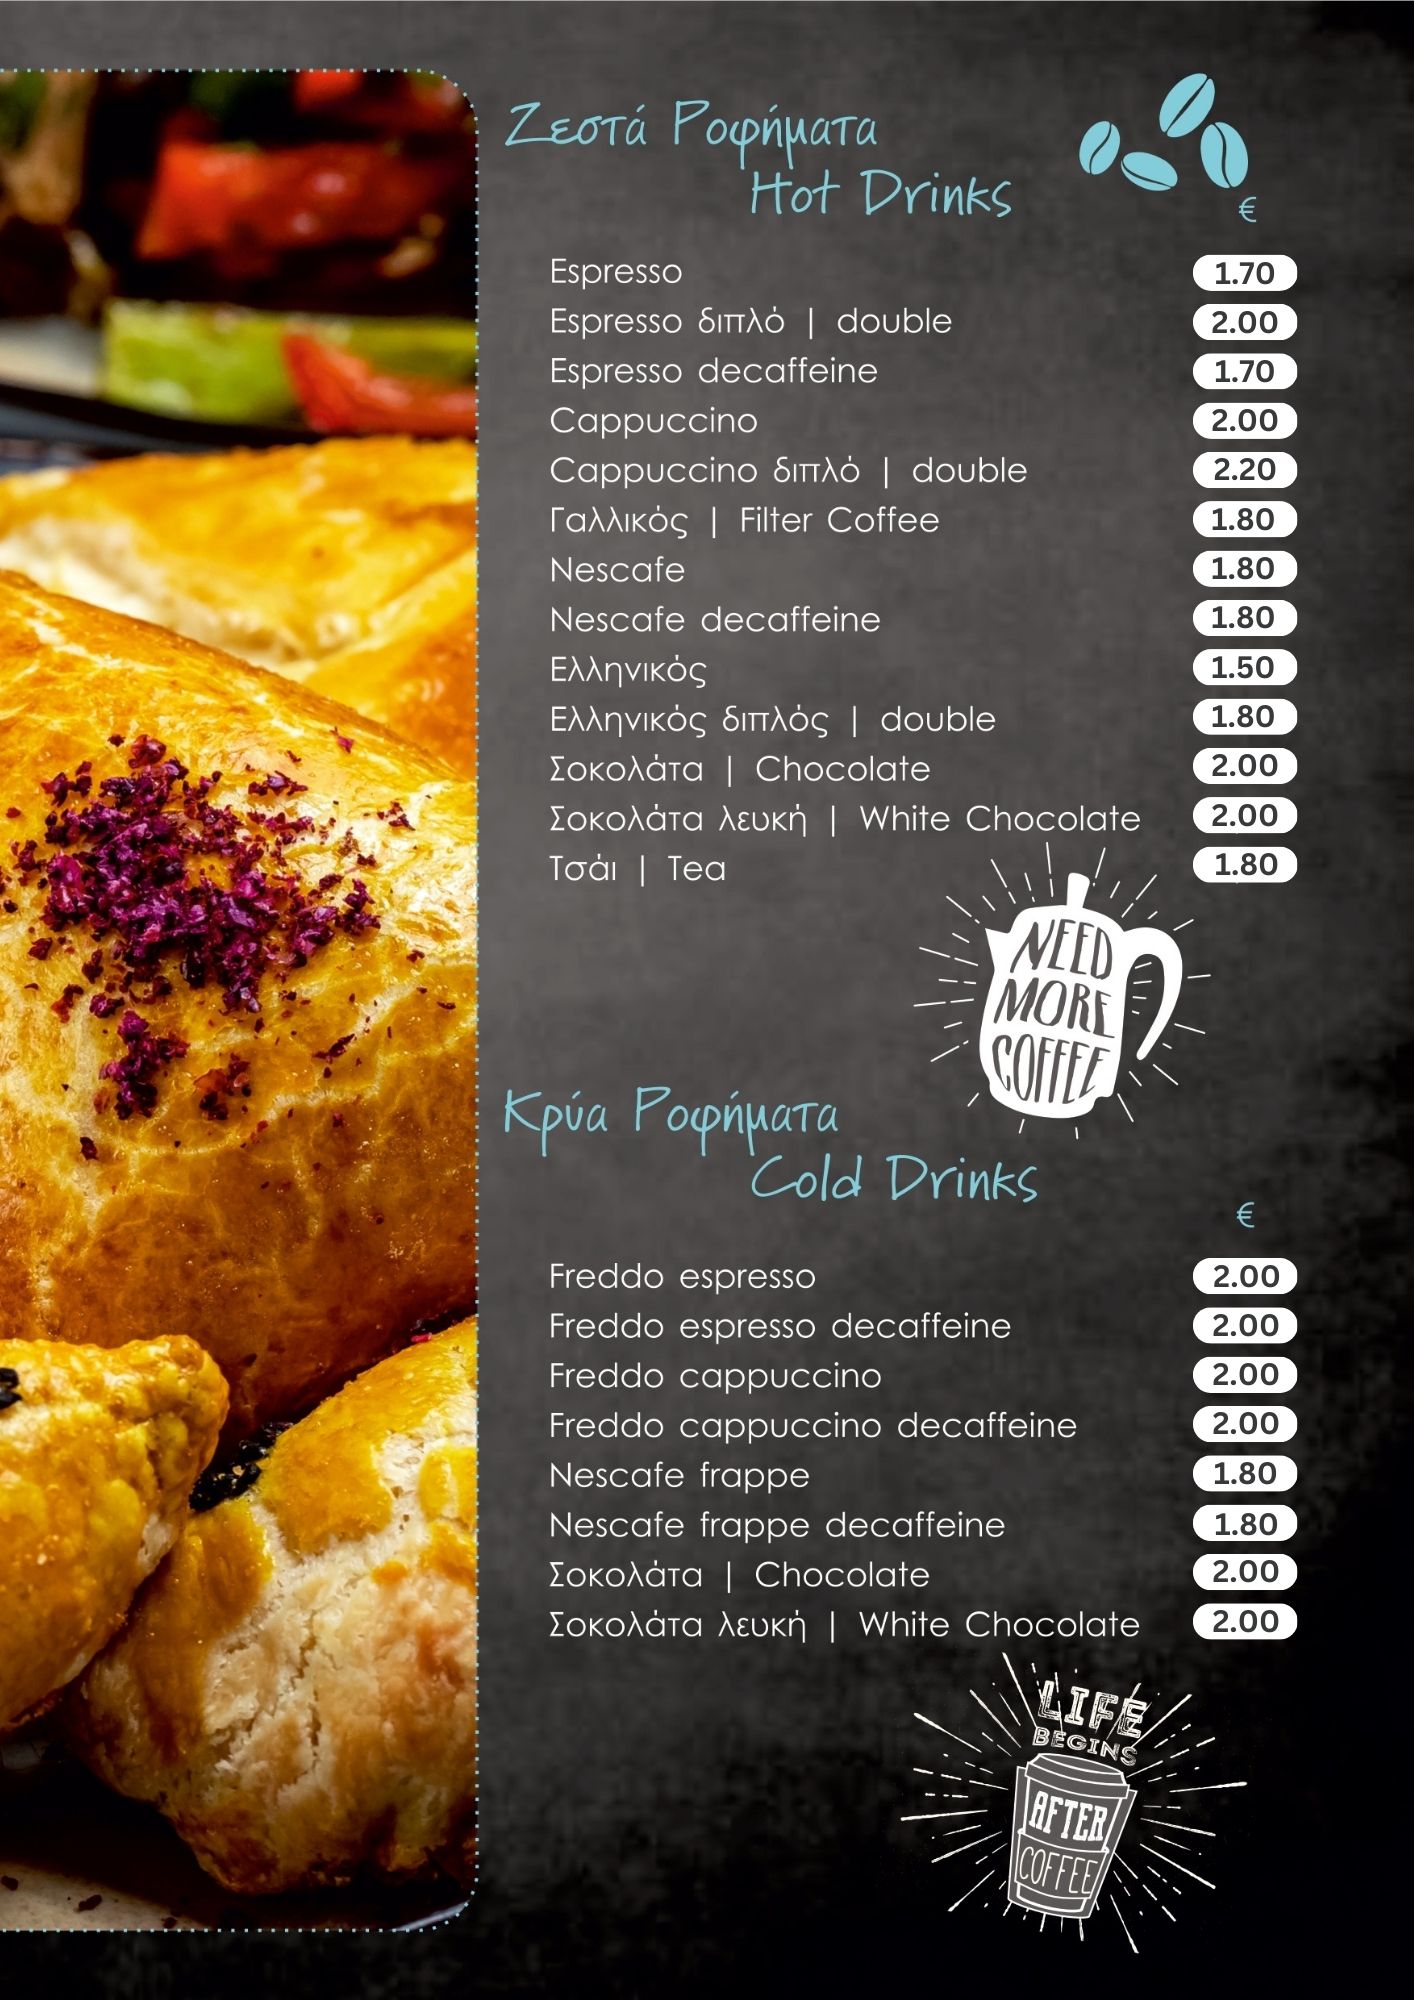 Ζεστά Ροφήματα
Hot Drinks
€
Espresso 1.70
Espresso διπλό | double 2.00
Espresso decaffeine 1.70
Cappuccino 2.00
Cappuccino διπλό | double 2.20
Γαλλικός | Filter Coffee 1.80
Nescafe 1.80
Nescafe decaffeine 1.80
Ελληνικός 1.50
Ελληνικός διπλός | double 1.80
Σοκολάτα | Chocolate 2.00
Σοκολάτα λευκή | White Chocolate 2.00
Τσάι | Tea 1.80
NEED
MORE
COFFEE
Κρύα Ροφήματα
Cold Drinks
€
Freddo espresso 2.00
Freddo espresso decaffeine 2.00
Freddo cappuccino 2.00
Freddo cappuccino decaffeine 2.00
Nescafe frappe 1.80
Nescafe frappe decaffeine 1.80
Σοκολάτα | Chocolate 2.00
Σοκολάτα λευκή | White Chocolate 2.00
LIFE
BEGINS
AFTER
COFFEE